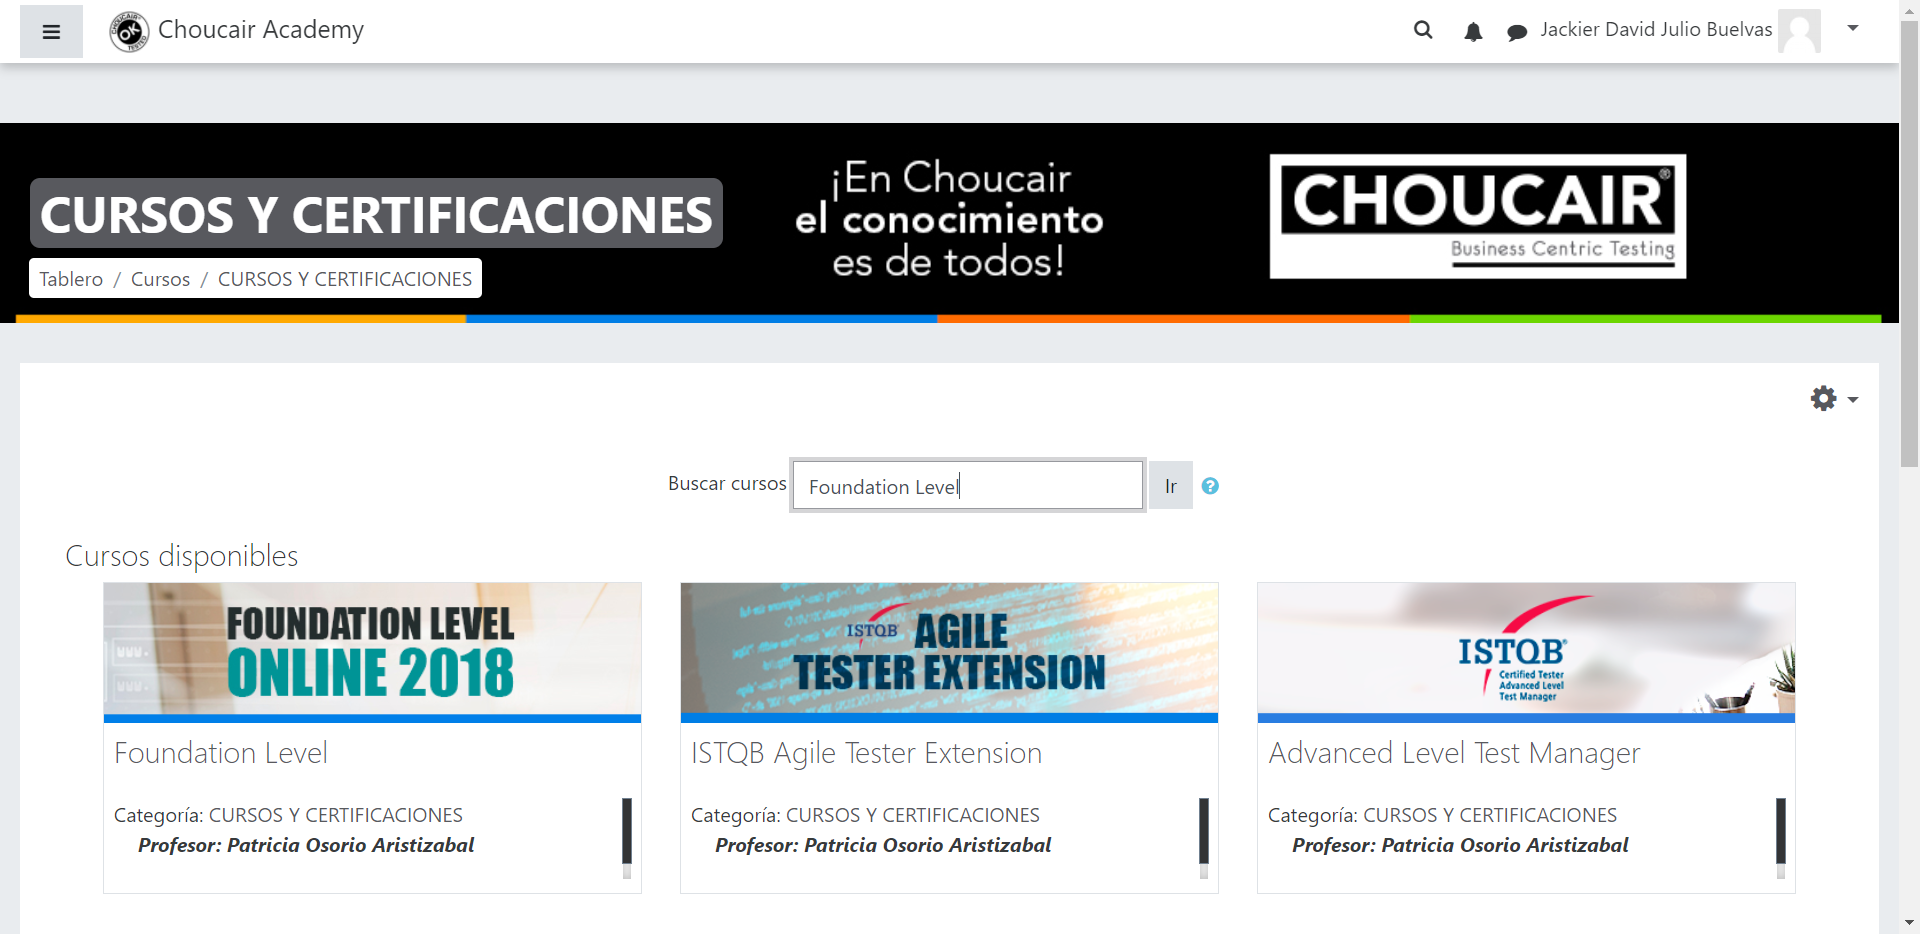 Choucair Academy
Jackier David Julio Buelvas
CURSOS Y CERTIFICACIONES
Tablero / Cursos / CURSOS Y CERTIFICACIONES
¡En Choucair
el conocimiento
es de todos!
CHOUCAIR®
Business Centric Testing
Buscar cursos
Foundation Level
Ir
Cursos disponibles
FOUNDATION LEVEL
ONLINE 2018
Foundation Level
Categoría: CURSOS Y CERTIFICACIONES
Profesor: Patricia Osorio Aristizabal
ISTQB AGILE
TESTER EXTENSION
ISTQB Agile Tester Extension
Categoría: CURSOS Y CERTIFICACIONES
Profesor: Patricia Osorio Aristizabal
ISTQB®
Certified Tester
Advanced Level
Test Manager
Advanced Level Test Manager
Categoría: CURSOS Y CERTIFICACIONES
Profesor: Patricia Osorio Aristizabal